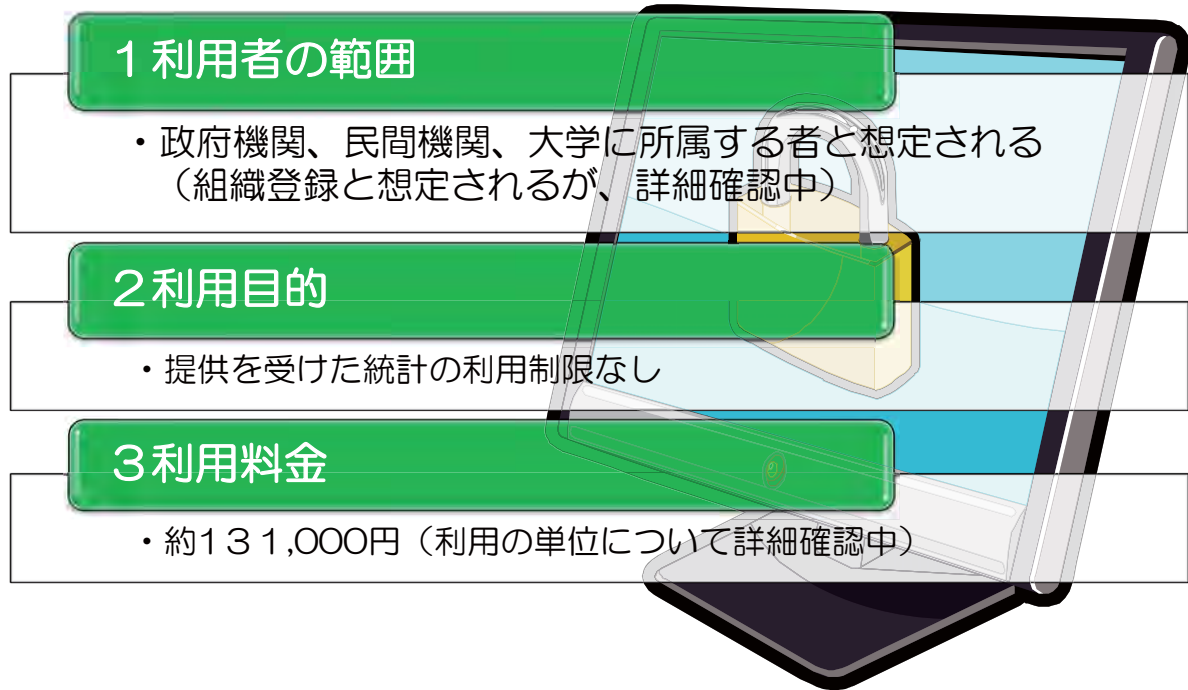 １利用者の範囲
・政府機関、民間機関、大学に所属する者と想定される
（組織登録と想定されるが、詳細確認中）
２利用目的
・提供を受けた統計の利用制限なし
３利用料金
・約1３１,000円（利用の単位について詳細確認中）